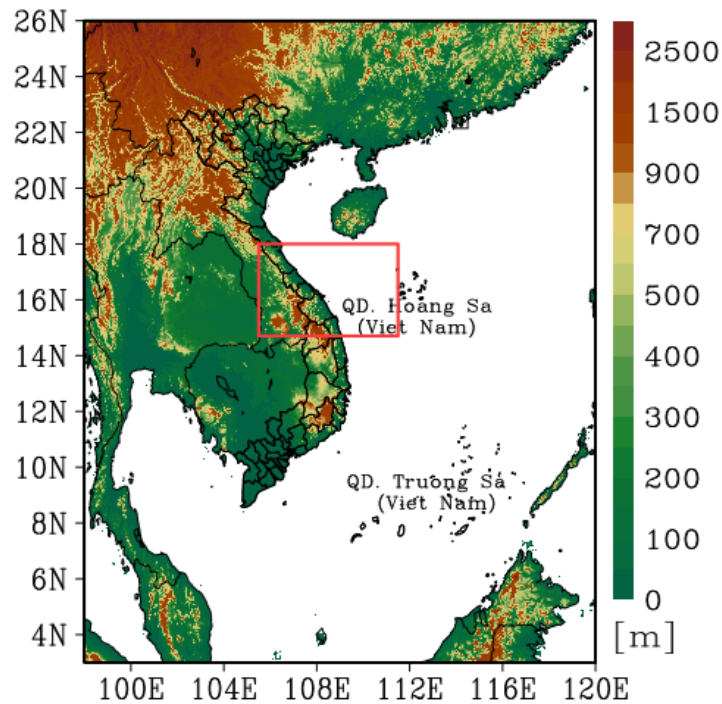 26N
24N
22N
20N
18N
16N
14N
12N
10N
8N
6N
4N
100E 104E 108E 112E 116E 120E
QD. Hoang Sa
(Viet Nam)
QD. Truong Sa
(Viet Nam)
2500
1500
900
700
500
400
300
200
100
0
[m]